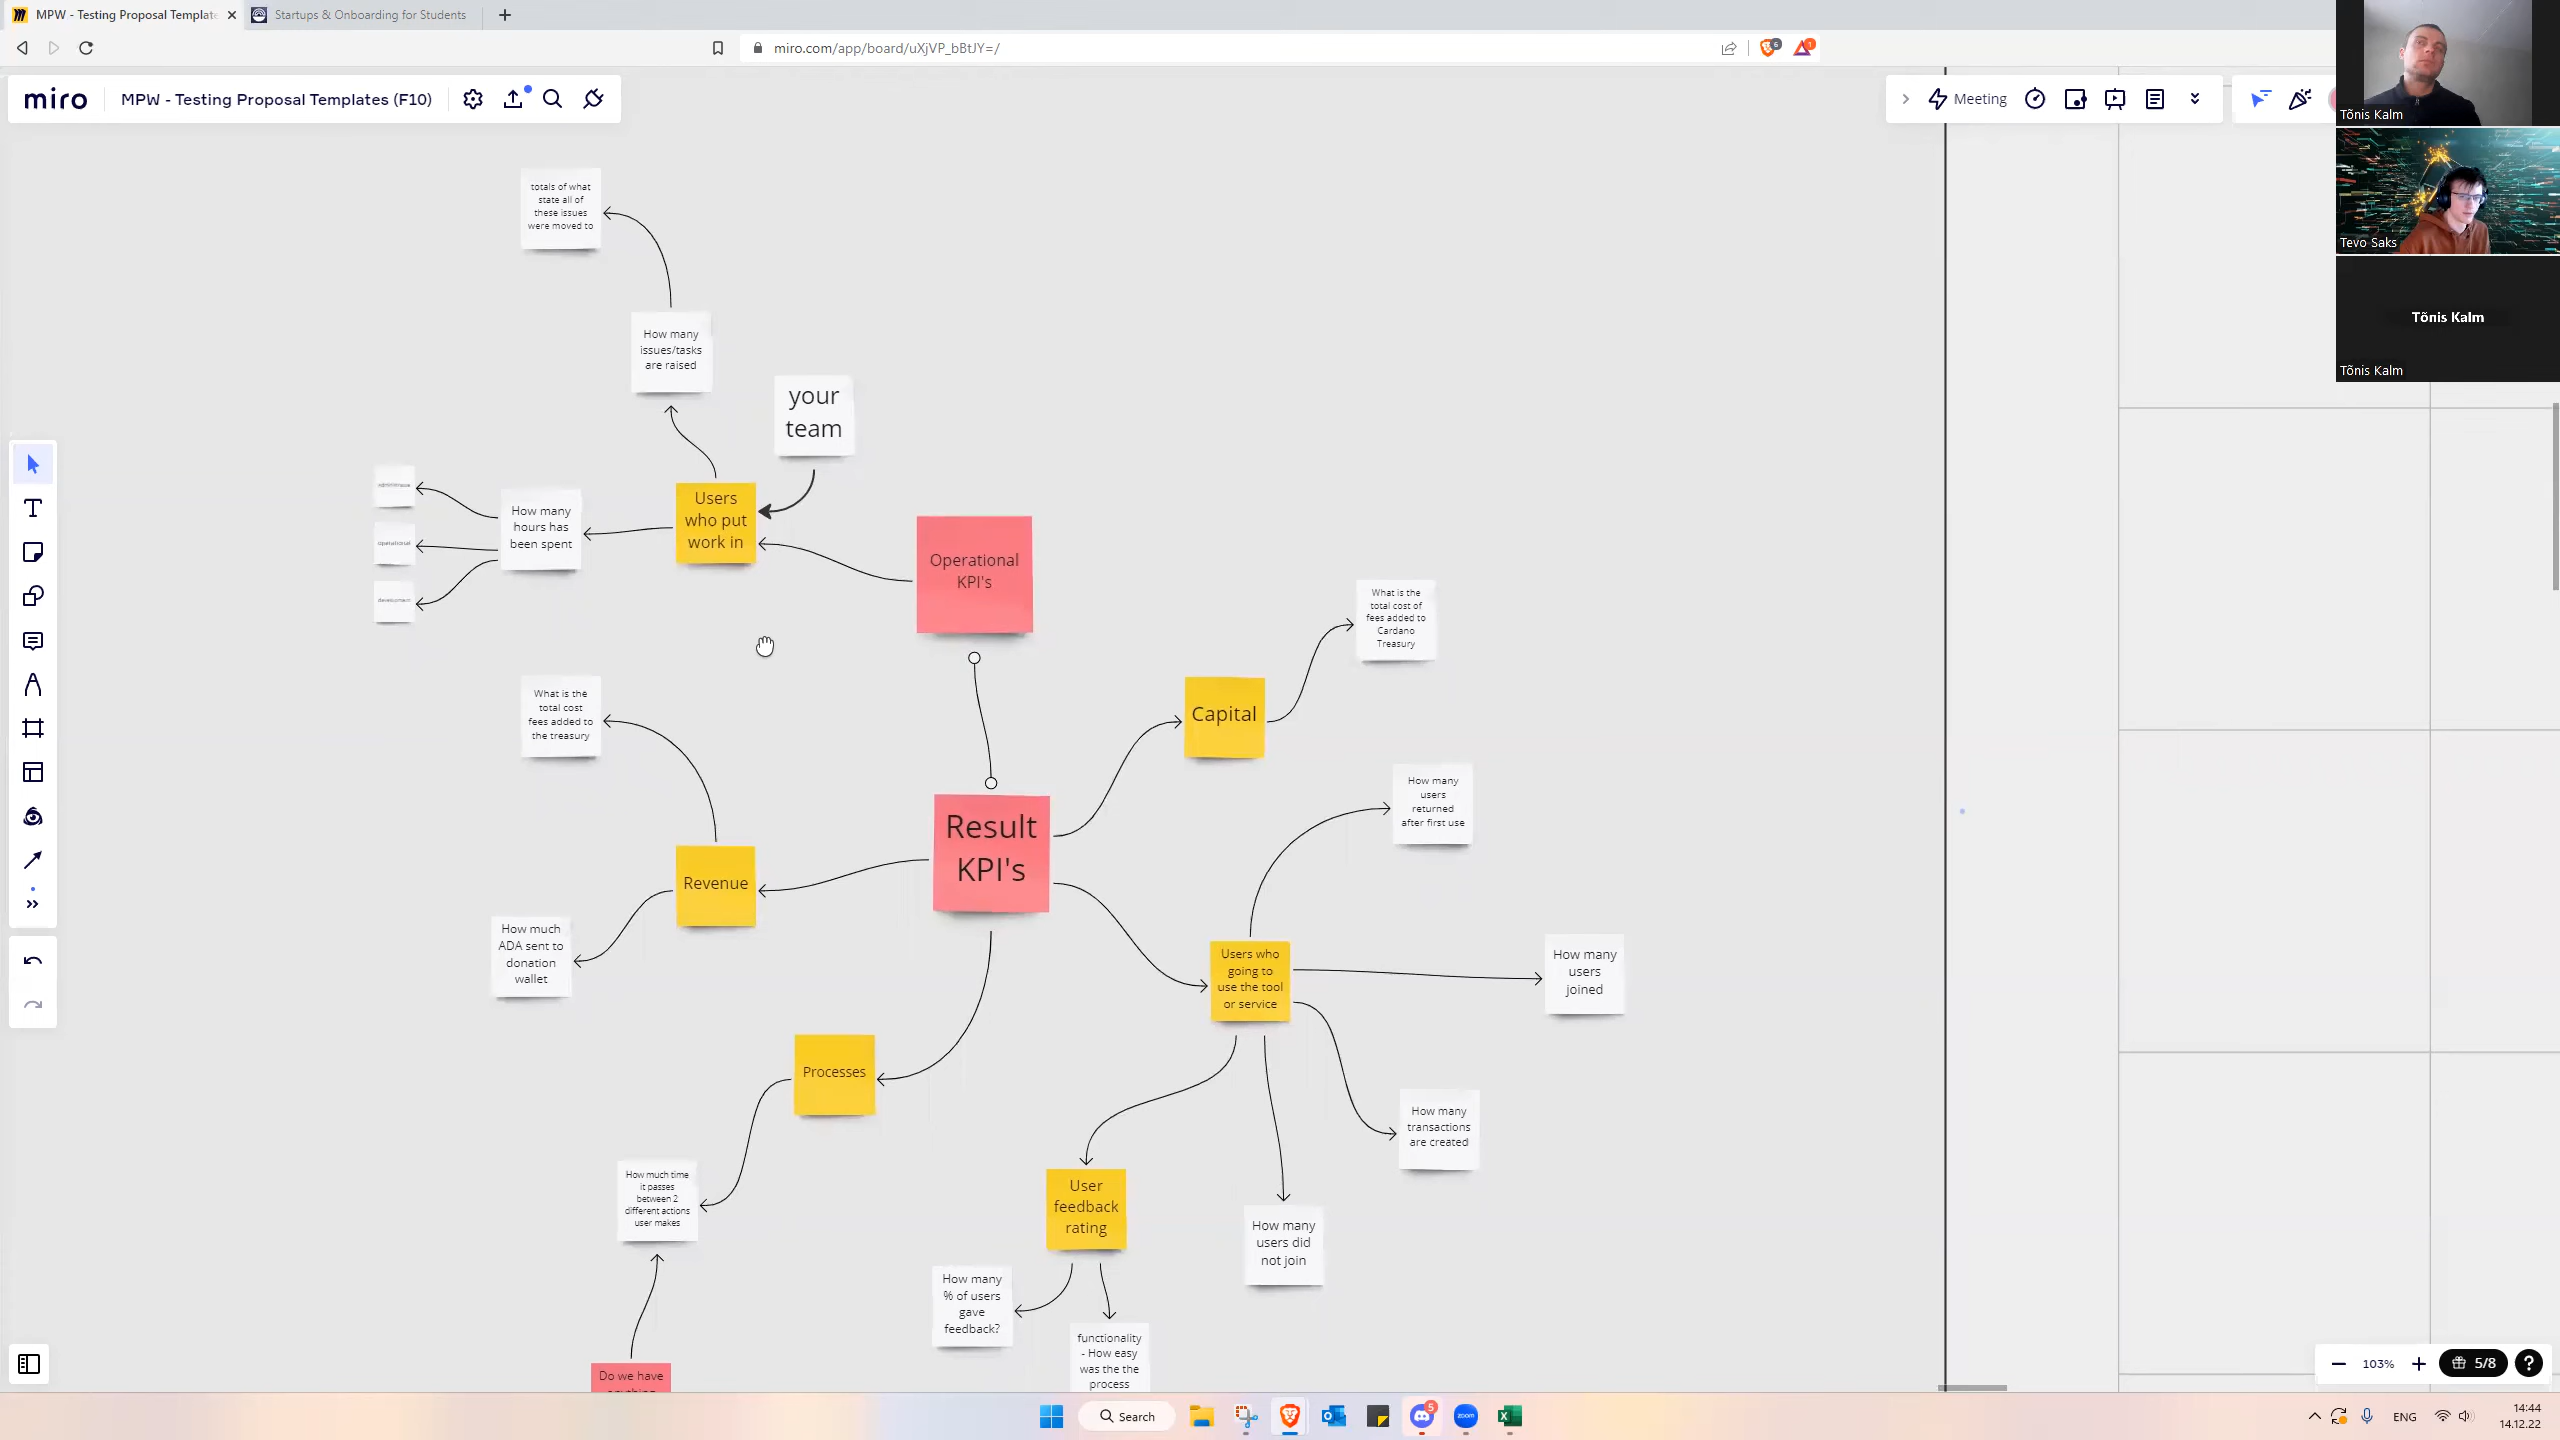 MPW - Testing Proposal Template
Startups & Onboarding for Students
miro.com/app/board/uXjVP_bBtJY=/
6
1
miro
MPW - Testing Proposal Templates (F10)
Meeting
Tõnis Kalm
Tevo Saks
Tõnis Kalm
Tõnis Kalm
totals of what
state all of
these issues
were moved to
How many
issues/tasks
are raised
your
team
Users
who put
work in
How many
hours has
been spent
operational
Operational
KPI's
What is the
total cost of
fees added to
Cardano
Treasury
Capital
What is the
total cost
fees added to
the treasury
How many
users
returned
after first use
Result
KPI's
Revenue
How much
ADA sent to
donation
wallet
Users who
going to
use the tool
or service
How many
users
joined
Processes
How many
transactions
are created
How much time
it passes
between 2
different actions
user makes
User
feedback
rating
How many
users did
not join
How many
% of users
gave
feedback?
functionality
- How easy
was the the
process
Do we have
anything
103%
5/8
?
Search
5
zoom
ENG
14:44
14.12.22